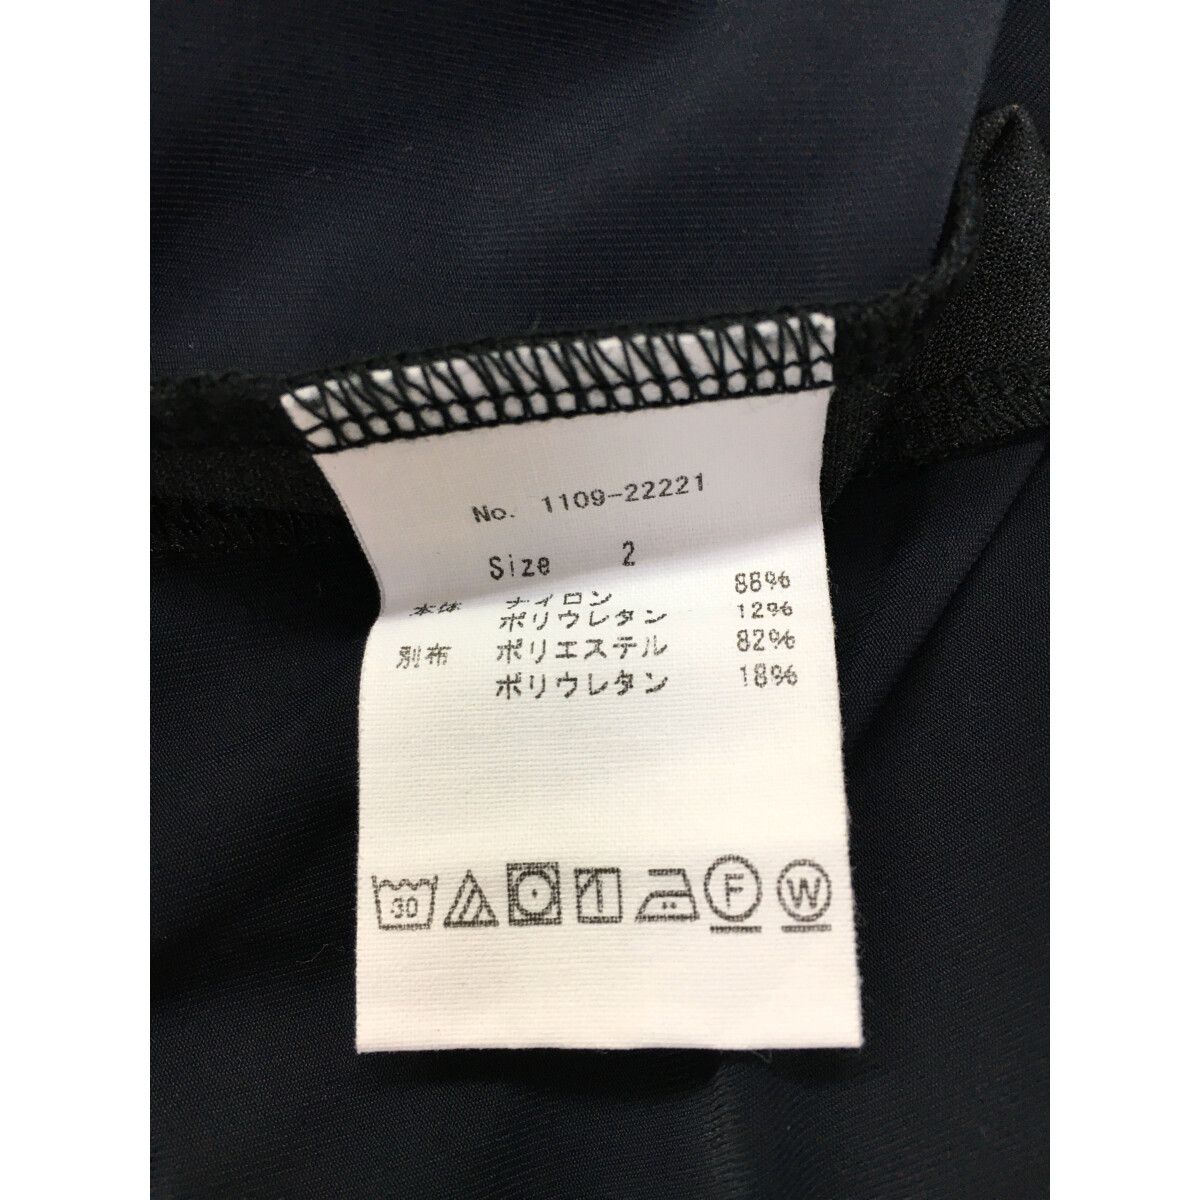 No. 1109-22221
Size 2
本体 ナイロン 88%
ポリウレタン 12%
別布 ポリエステル 82%
ポリウレタン 18%
30 F W